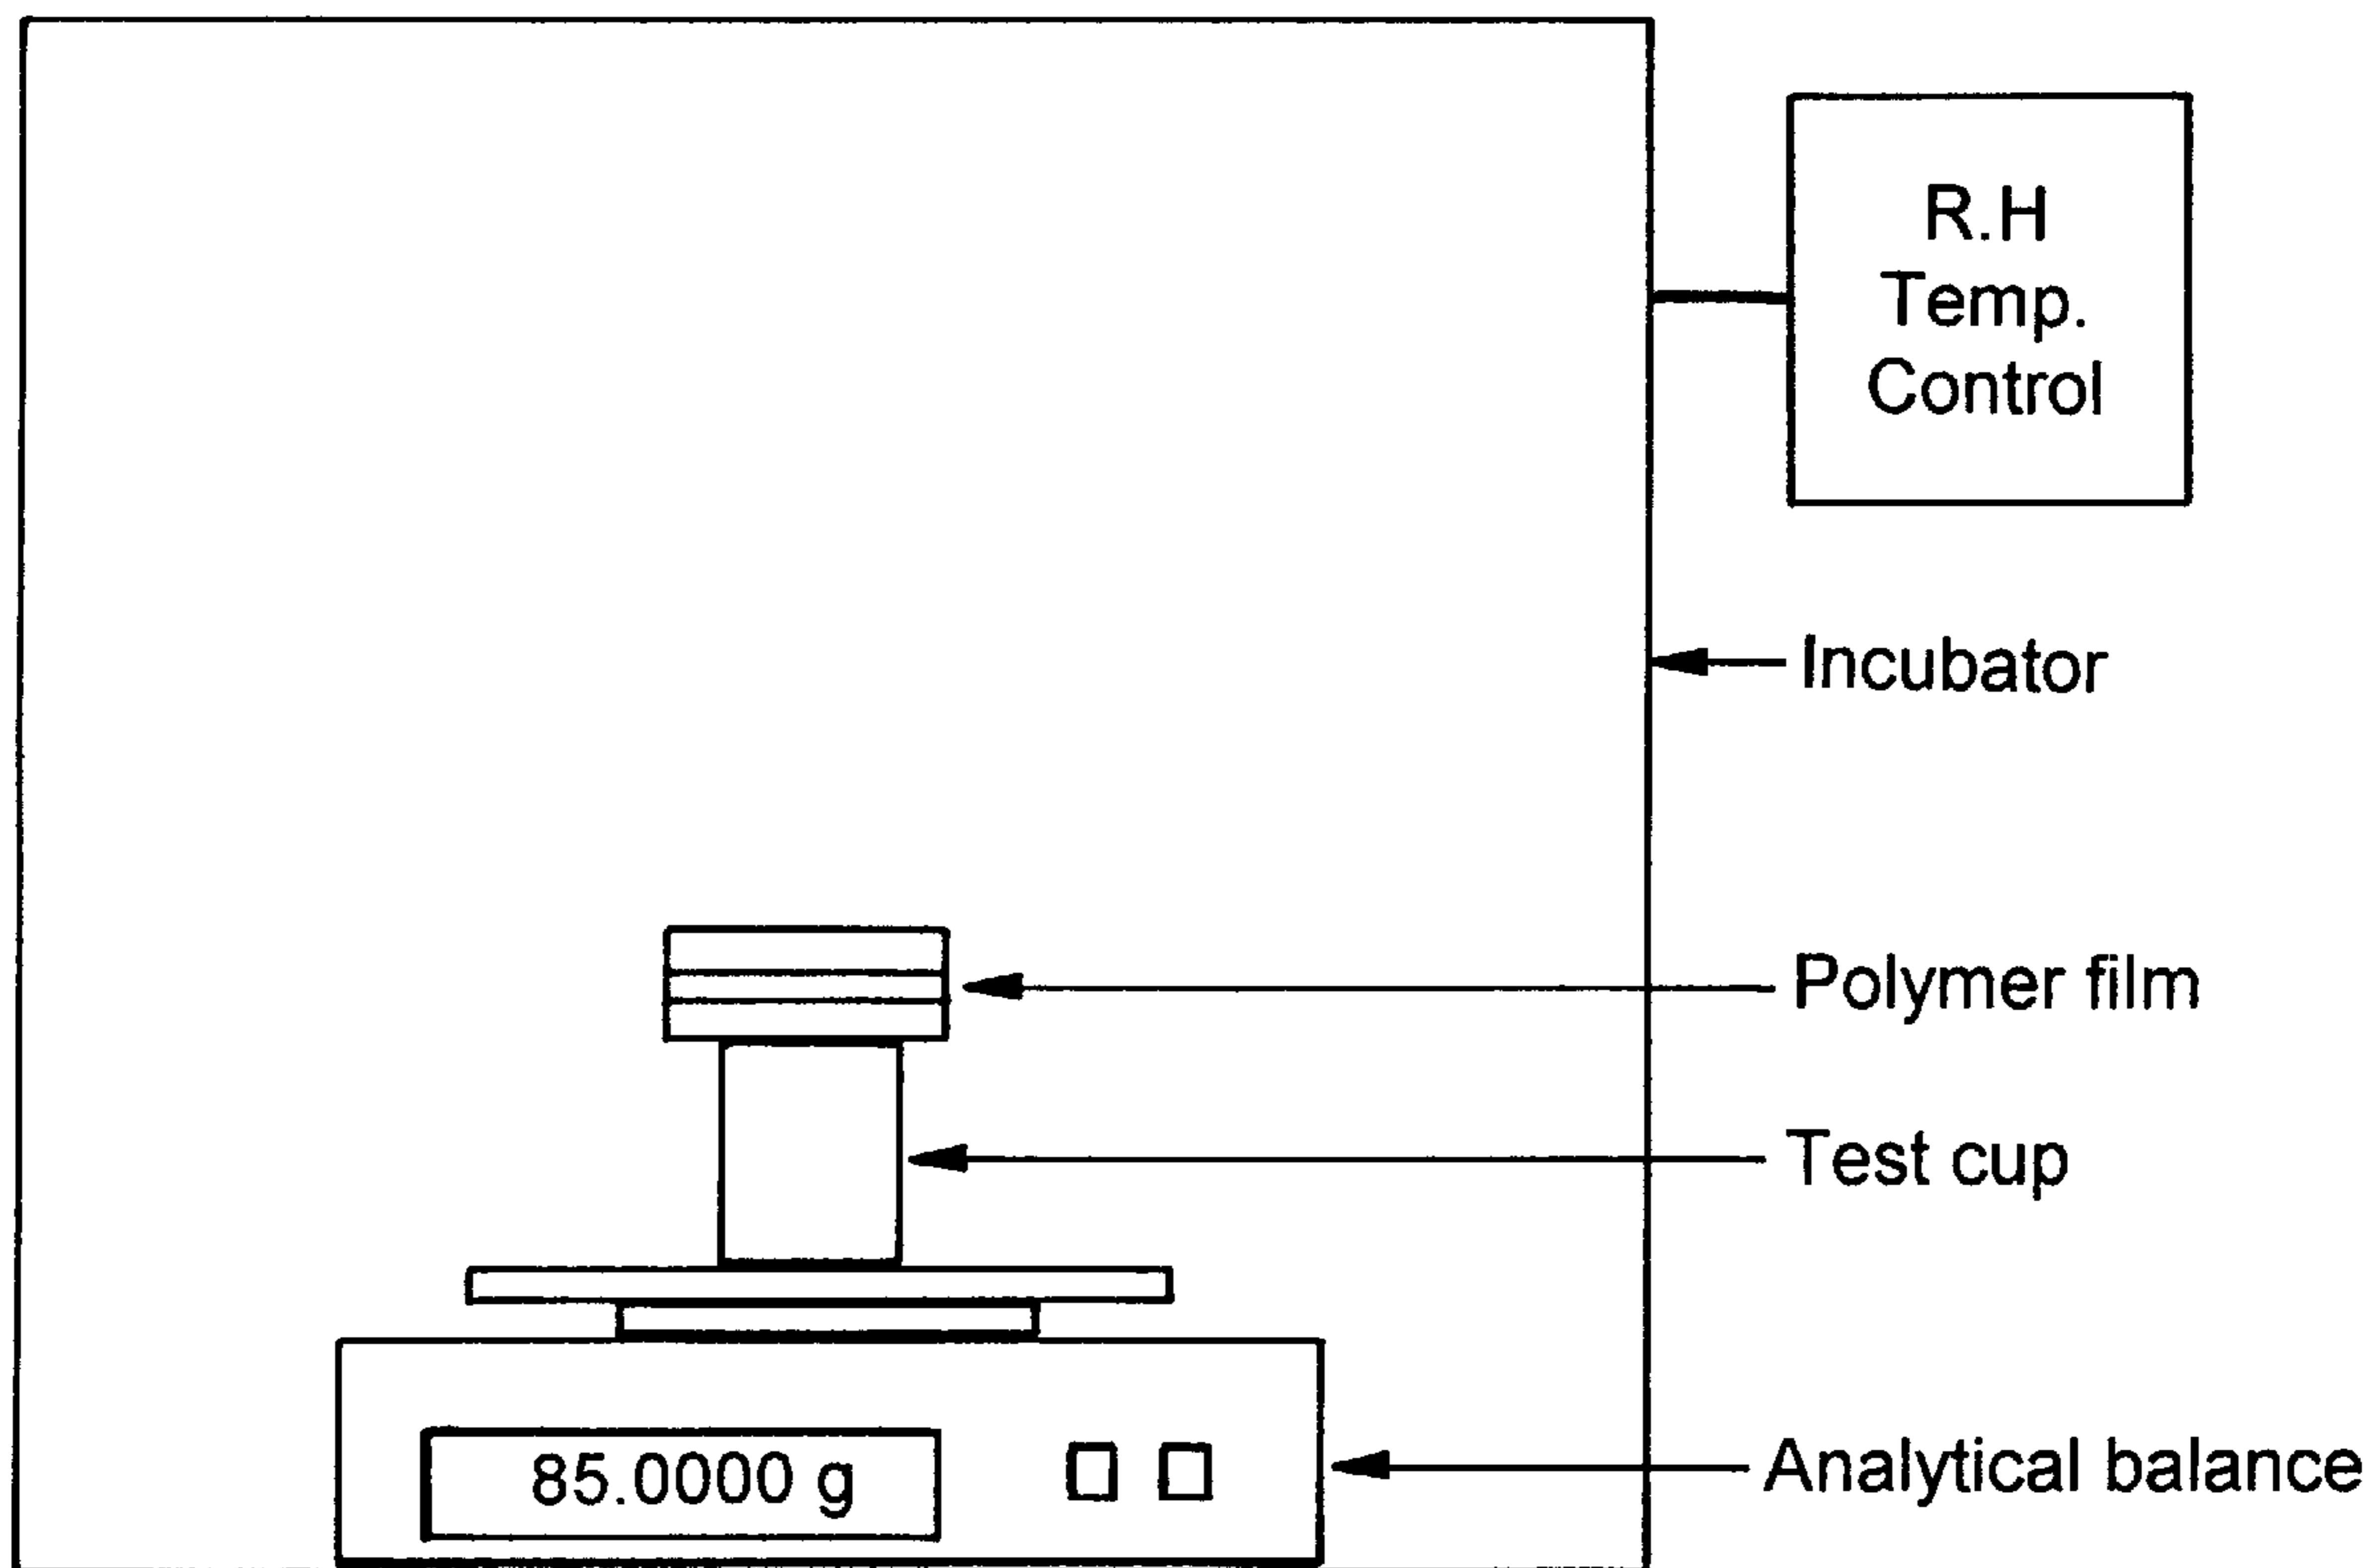 R.H
Temp.
Control
Incubator
Polymer film
Test cup
Analytical balance
85.0000 g